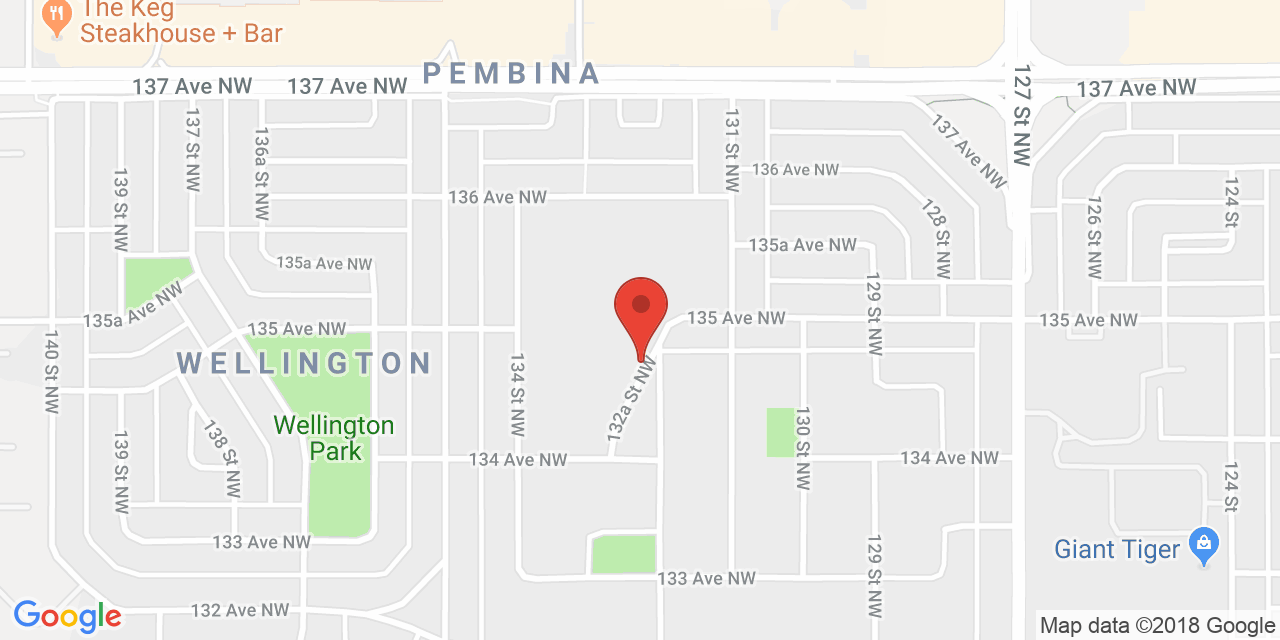 The Keg
Steakhouse + Bar
PEMBINA
137 Ave NW
137 Ave NW
137 Ave NW
127 St NW
137 St NW
136a St NW
131 St NW
137 Ave NW
139 St NW
136 Ave NW
136 Ave NW
124 St
128 St NW
126 St NW
135a Ave NW
135a Ave NW
135a Ave NW
129 St NW
135 Ave NW
135 Ave NW
135 Ave NW
140 St NW
WELLINGTON
134 St NW
132a St NW
Wellington
Park
130 St NW
138 St NW
139 St NW
134 Ave NW
134 Ave NW
124 St
133 Ave NW
129 St NW
Giant Tiger
133 Ave NW
132 Ave NW
Google
Map data ©2018 Google